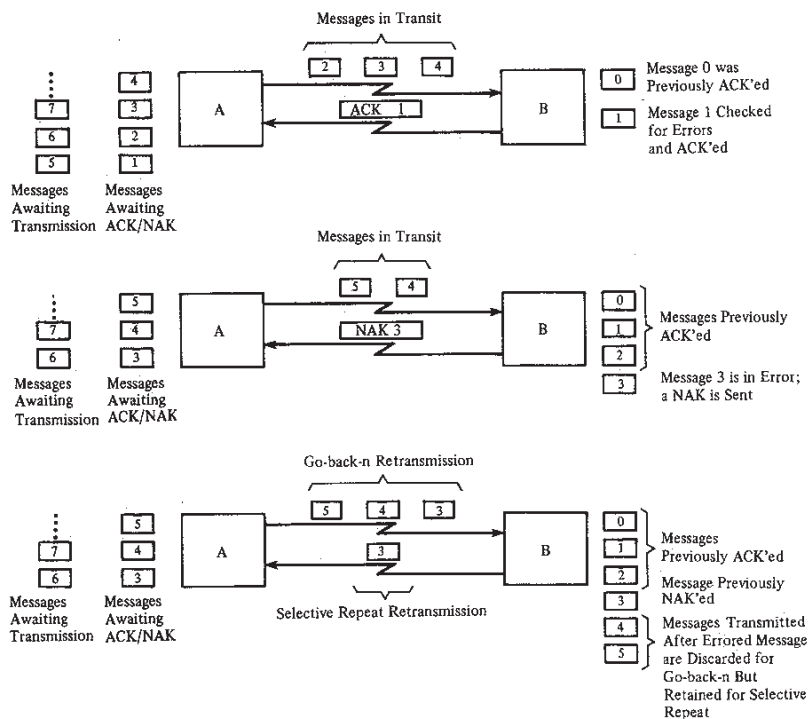 Messages in Transit
2 3 4
4
7 3
6 2
5 1
A
ACK 1
B
0
Message 0 was
Previously ACK'ed
1
Message 1 Checked
for Errors
and ACK'ed
Messages
Awaiting
Transmission
Messages
Awaiting
ACK/NAK
Messages in Transit
5 4
5
7 4
6 3
A
NAK 3
B
0
1
2
Messages Previously
ACK'ed
3
Message 3 is in Error;
a NAK is Sent
Messages
Awaiting
Transmission
Messages
Awaiting
ACK/NAK
Go-back-n Retransmission
5 4 3
5
7 4
6 3
A
3
B
Selective Repeat Retransmission
0
1
2
Messages
Previously ACK'ed
3
Message Previously
NAK'ed
4
5
Messages Transmitted
After Errored Message
are Discarded for
Go-back-n But
Retained for Selective
Repeat
Messages
Awaiting
Transmission
Messages
Awaiting
ACK/NAK